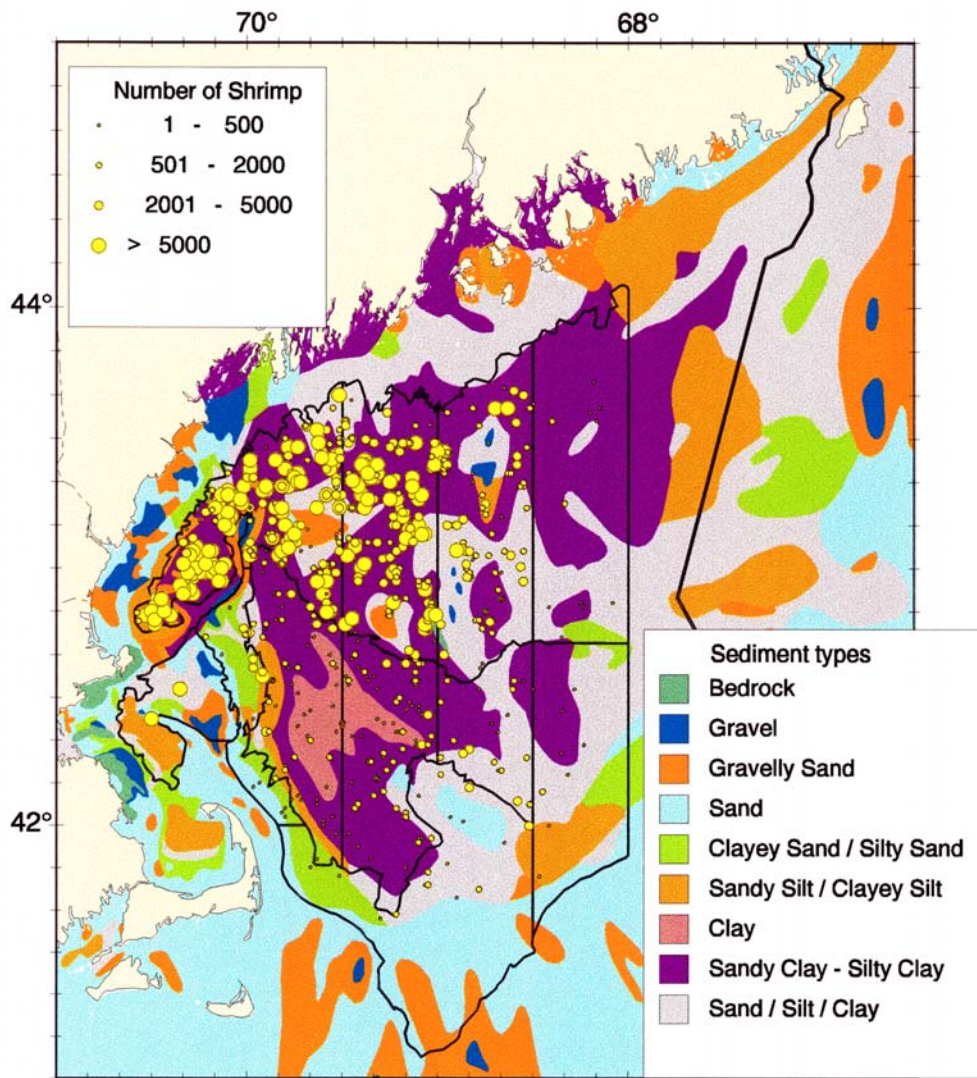 70°
68°
Number of Shrimp
1 - 500
501 - 2000
2001 - 5000
> 5000
44°
42°
Sediment types
Bedrock
Gravel
Gravelly Sand
Sand
Clayey Sand / Silty Sand
Sandy Silt / Clayey Silt
Clay
Sandy Clay - Silty Clay
Sand / Silt / Clay